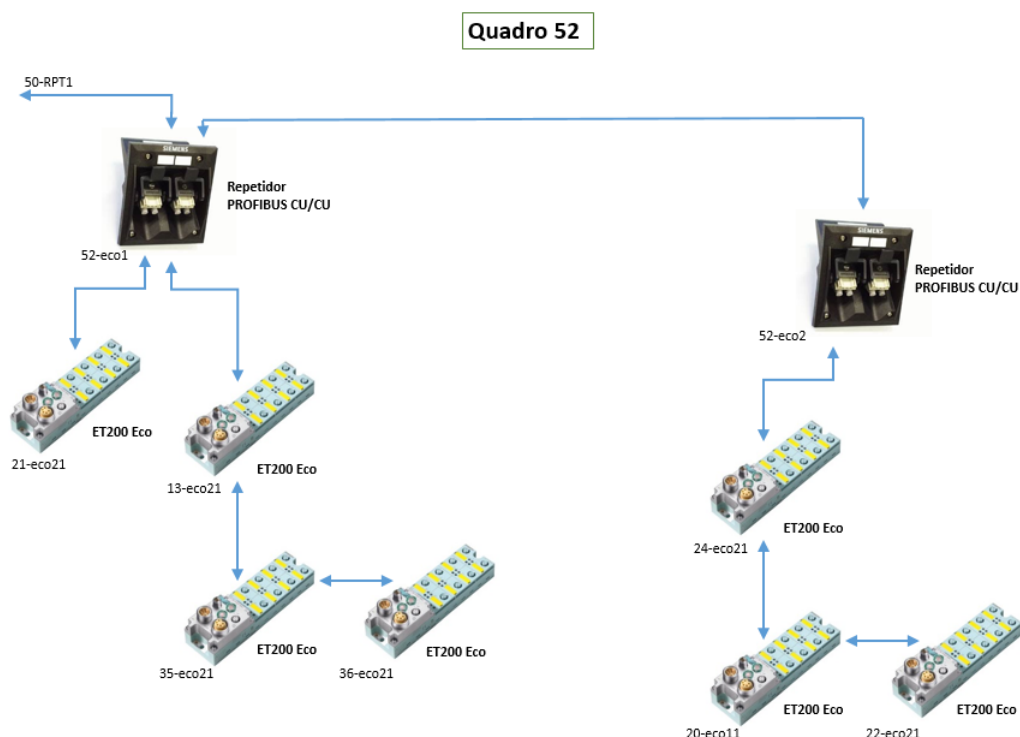 Quadro 52
50-RPT1
SIEMENS
Repetidor
PROFIBUS CU/CU
52-eco1
SIEMENS
Repetidor
PROFIBUS CU/CU
52-eco2
ET200 Eco
21-eco21
ET200 Eco
13-eco21
ET200 Eco
24-eco21
ET200 Eco
35-eco21
ET200 Eco
36-eco21
ET200 Eco
20-eco11
ET200 Eco
22-eco21